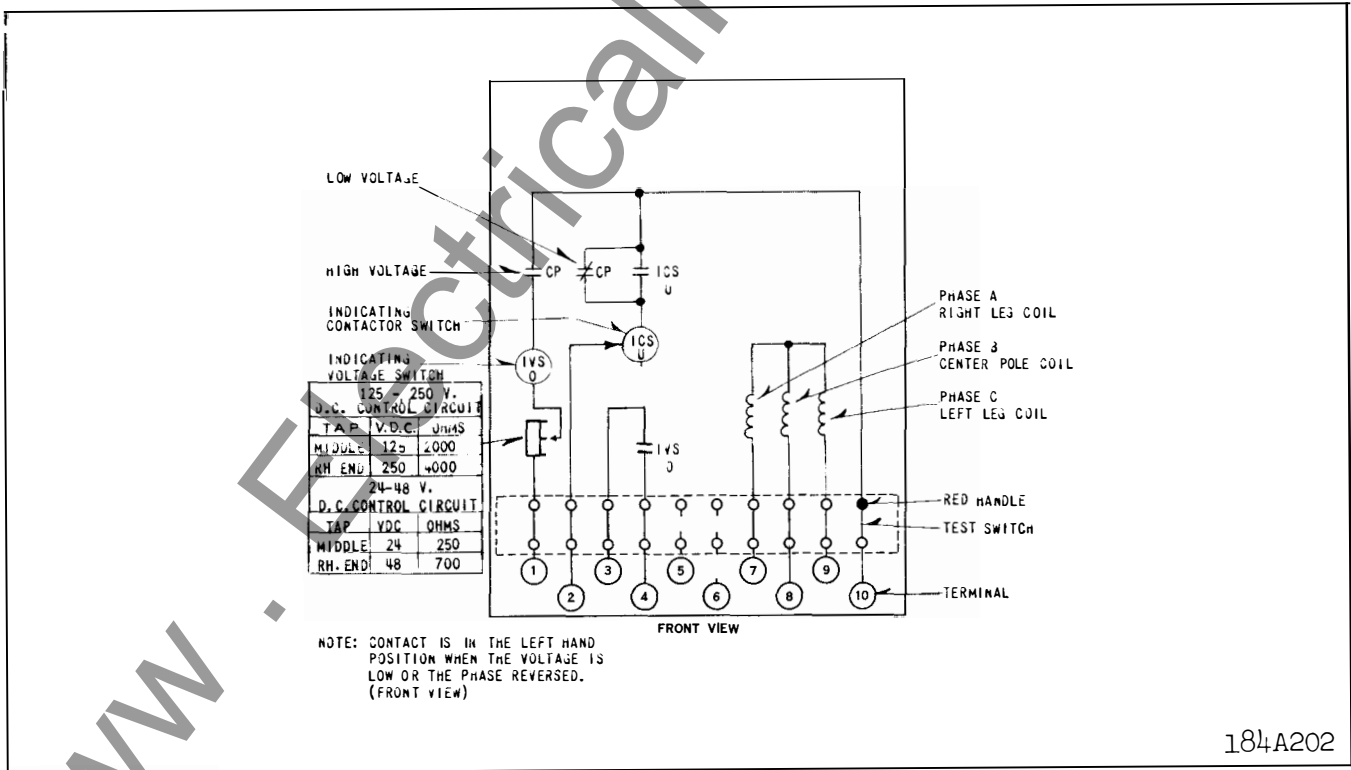 www . Electrical
LOW VOLTAGE
HIGH VOLTAGE
CP
CP
ICS
U
INDICATING
CONTACTOR SWITCH
ICS
U
INDICATING
VOLTAGE SWITCH
IVS
O
125 - 250 V.
D.C. CONTROL CIRCUIT
TAP V.D.C. OHMS
MIDDLE 125 2000
RH END 250 4000
24-48 V.
D.C. CONTROL CIRCUIT
TAP VDC OHMS
MIDDLE 24 250
RH. END 48 700
IVS
O
PHASE A
RIGHT LEG COIL
PHASE B
CENTER POLE COIL
PHASE C
LEFT LEG COIL
RED HANDLE
TEST SWITCH
TERMINAL
1 2 3 4 5 6 7 8 9 10
FRONT VIEW
NOTE: CONTACT IS IN THE LEFT HAND
POSITION WHEN THE VOLTAGE IS
LOW OR THE PHASE REVERSED.
(FRONT VIEW)
184A202